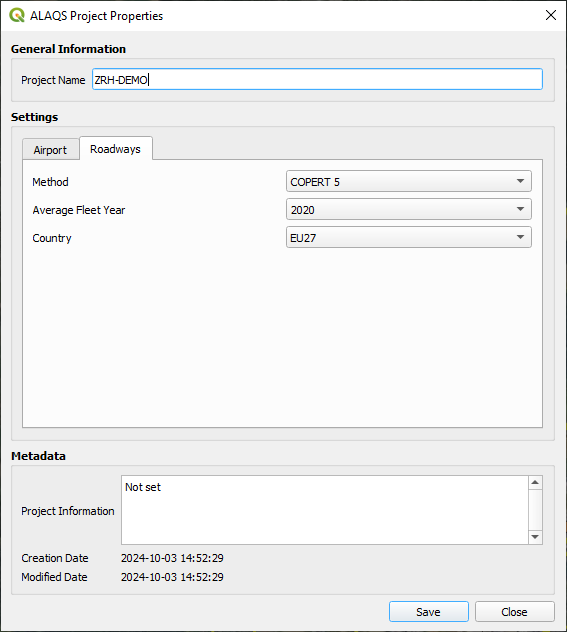 ALAQS Project Properties
General Information
Project Name ZRH-DEMO
Settings
Airport Roadways
Method COPERT 5
Average Fleet Year 2020
Country EU27
Metadata
Not set
Project Information
Creation Date 2024-10-03 14:52:29
Modified Date 2024-10-03 14:52:29
Save Close